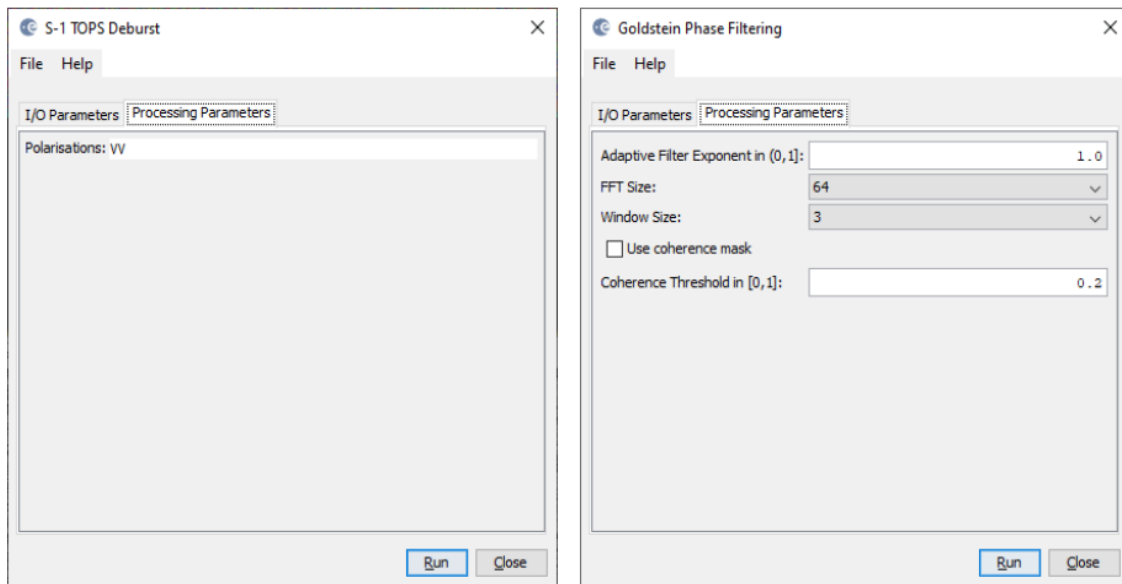 S-1 TOPS Deburst
File Help
I/O Parameters Processing Parameters
Polarisations: VV
Run Close
Goldstein Phase Filtering
File Help
I/O Parameters Processing Parameters
Adaptive Filter Exponent in (0,1]: 1.0
FFT Size: 64
Window Size: 3
Use coherence mask
Coherence Threshold in [0,1]: 0.2
Run Close